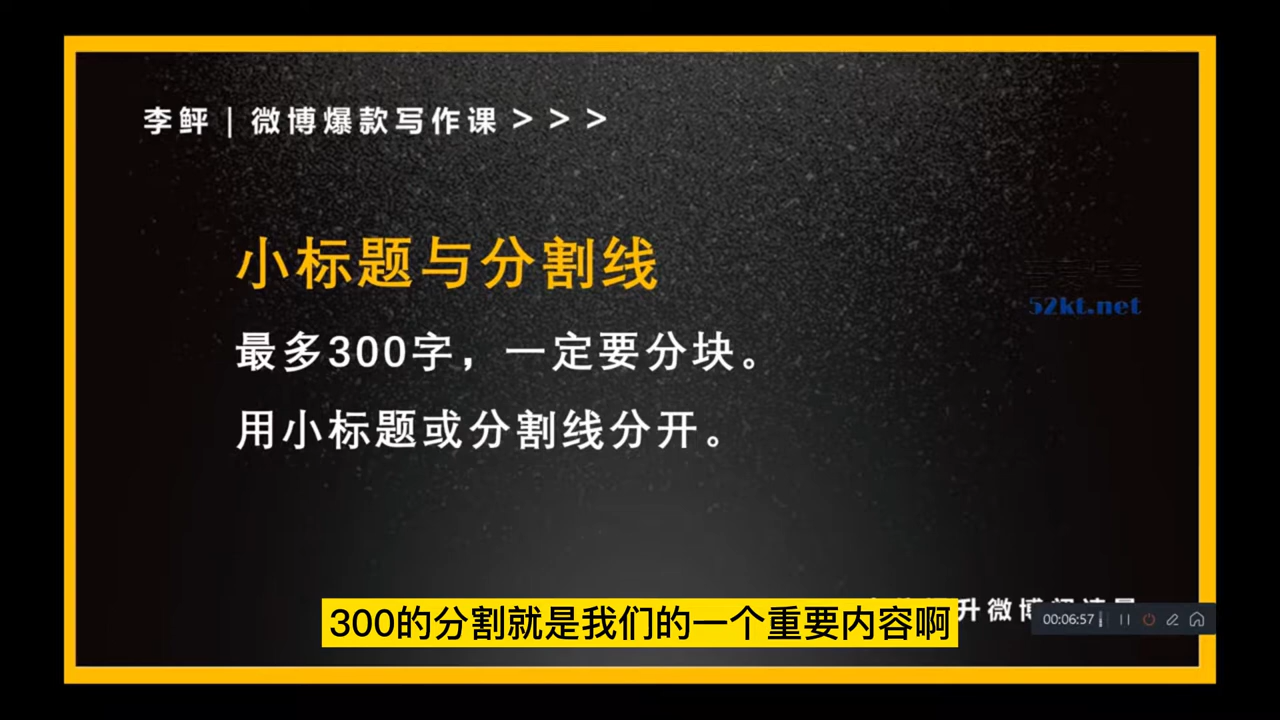 李鲆 | 微博爆款写作课 > > >
小标题与分割线
52kt.net
最多300字，一定要分块。
用小标题或分割线分开。
升微博
00:06:57
300的分割就是我们的一个重要内容啊